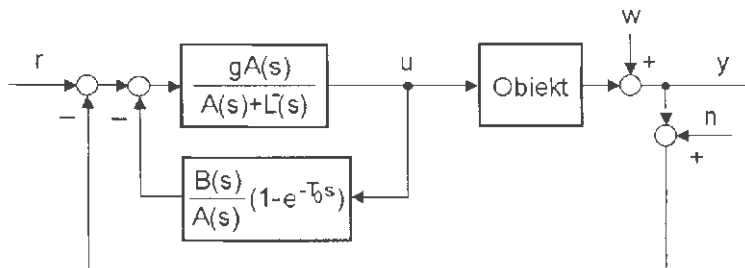 r
gA(s)
A(s)+L̃(s)
u
Obiekt
w
+
y
n
+
−
−
B(s)
A(s)
(1-e^{-T₀s})